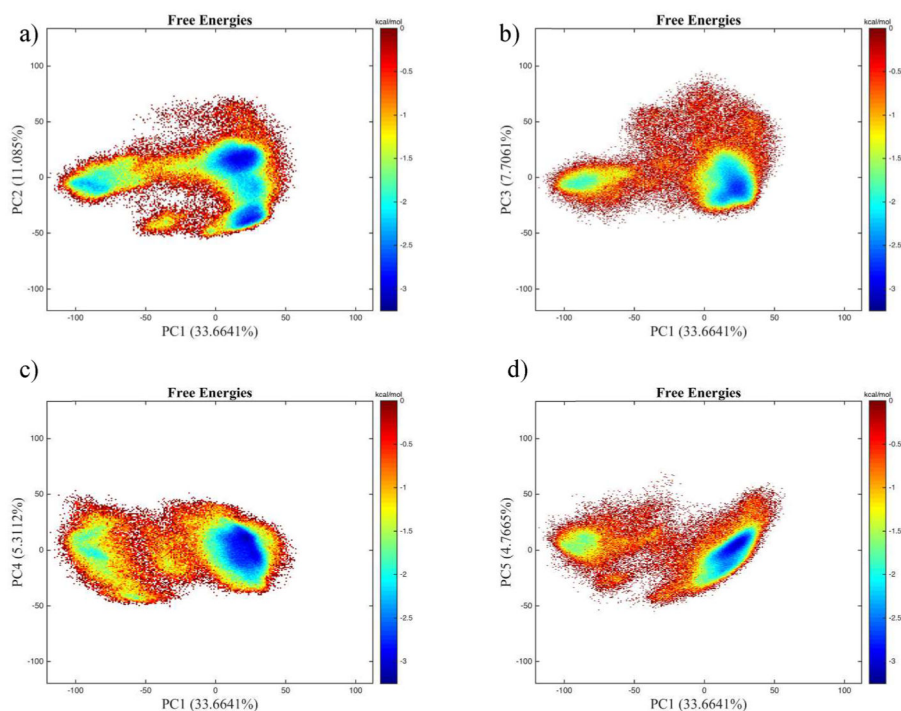 a)
Free Energies
kcal/mol
PC2 (11.085%)
100
50
0
-50
-100
-100 -50 0 50 100
PC1 (33.6641%)
0
-0.5
-1
-1.5
-2
-2.5
-3
b)
Free Energies
kcal/mol
PC3 (7.7061%)
100
50
0
-50
-100
-100 -50 0 50 100
PC1 (33.6641%)
0
-0.5
-1
-1.5
-2
-2.5
-3
c)
Free Energies
kcal/mol
PC4 (5.3112%)
100
50
0
-50
-100
-100 -50 0 50 100
PC1 (33.6641%)
0
-0.5
-1
-1.5
-2
-2.5
-3
d)
Free Energies
kcal/mol
PC5 (4.7665%)
100
50
0
-50
-100
-100 -50 0 50 100
PC1 (33.6641%)
0
-0.5
-1
-1.5
-2
-2.5
-3